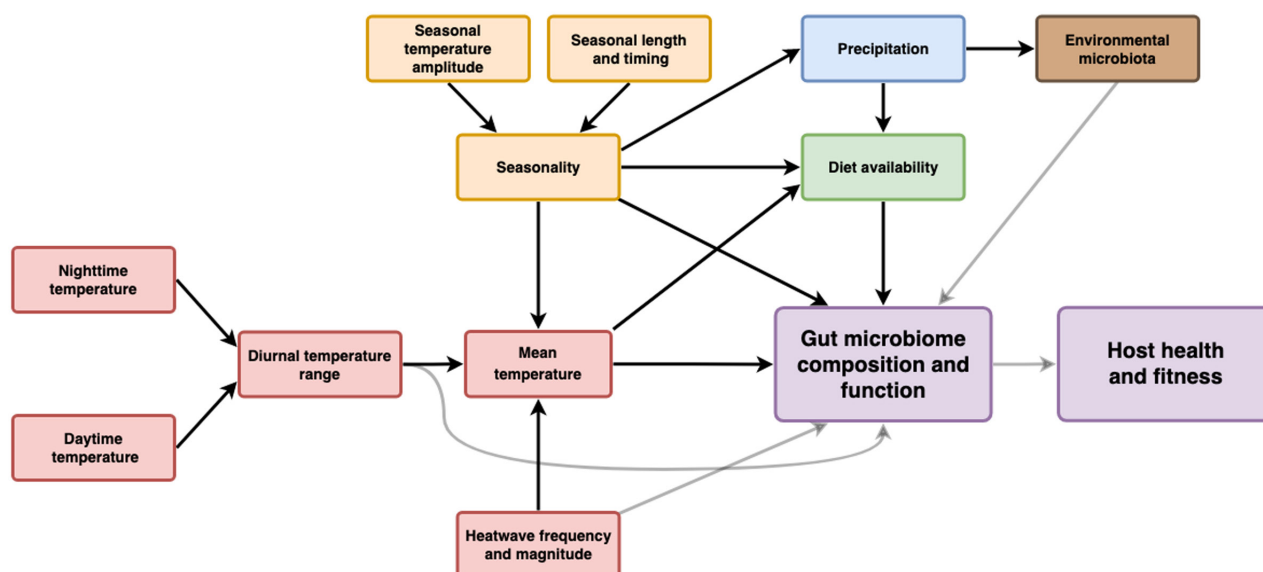 Seasonal
temperature
amplitude
Seasonal length
and timing
Precipitation
Environmental
microbiota
Seasonality
Diet availability
Nighttime
temperature
Diurnal temperature
range
Mean
temperature
Gut microbiome
composition and
function
Host health
and fitness
Daytime
temperature
Heatwave frequency
and magnitude